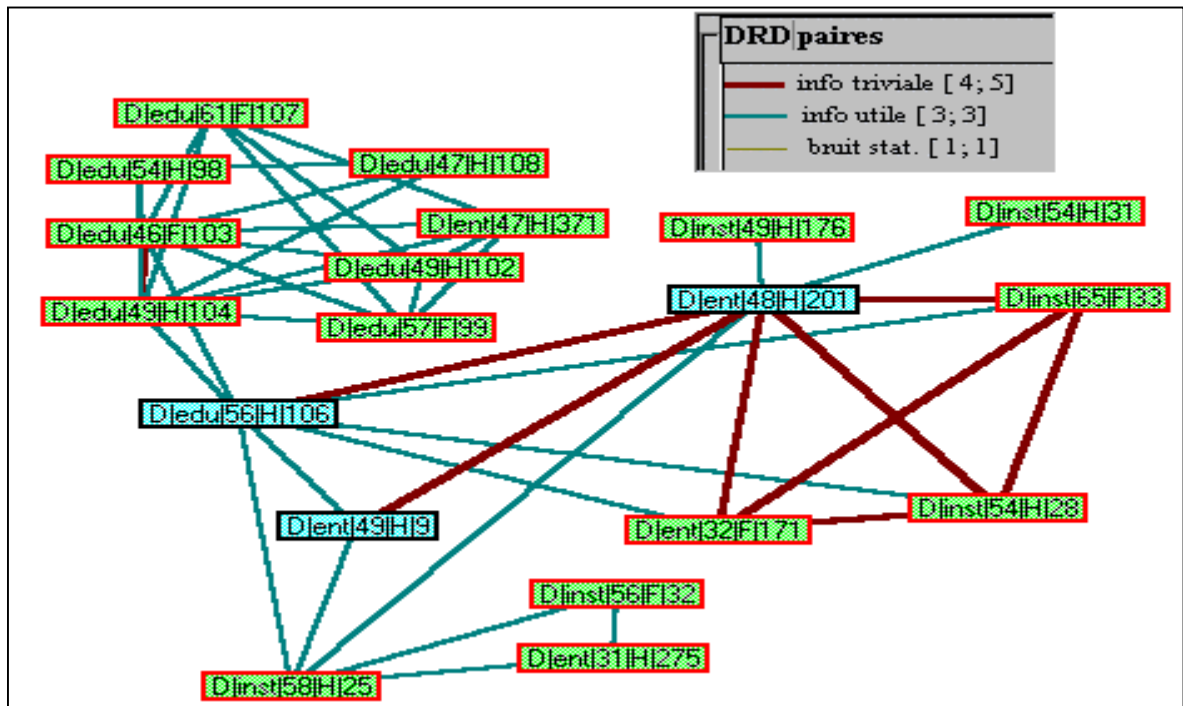 DRD paires
info triviale [ 4; 5]
info utile [ 3; 3]
bruit stat. [ 1; 1]
D|edu|61|F|107
D|edu|54|H|98
D|edu|47|H|108
D|edu|46|F|103
D|ent|47|H|371
D|edu|49|H|102
D|edu|49|H|104
D|edu|57|F|99
D|inst|49|H|176
D|inst|54|H|31
D|ent|48|H|201
D|inst|65|F|33
D|edu|56|H|106
D|ent|49|H|9
D|ent|32|F|171
D|inst|54|H|28
D|inst|56|F|32
D|ent|31|H|275
D|inst|58|H|25